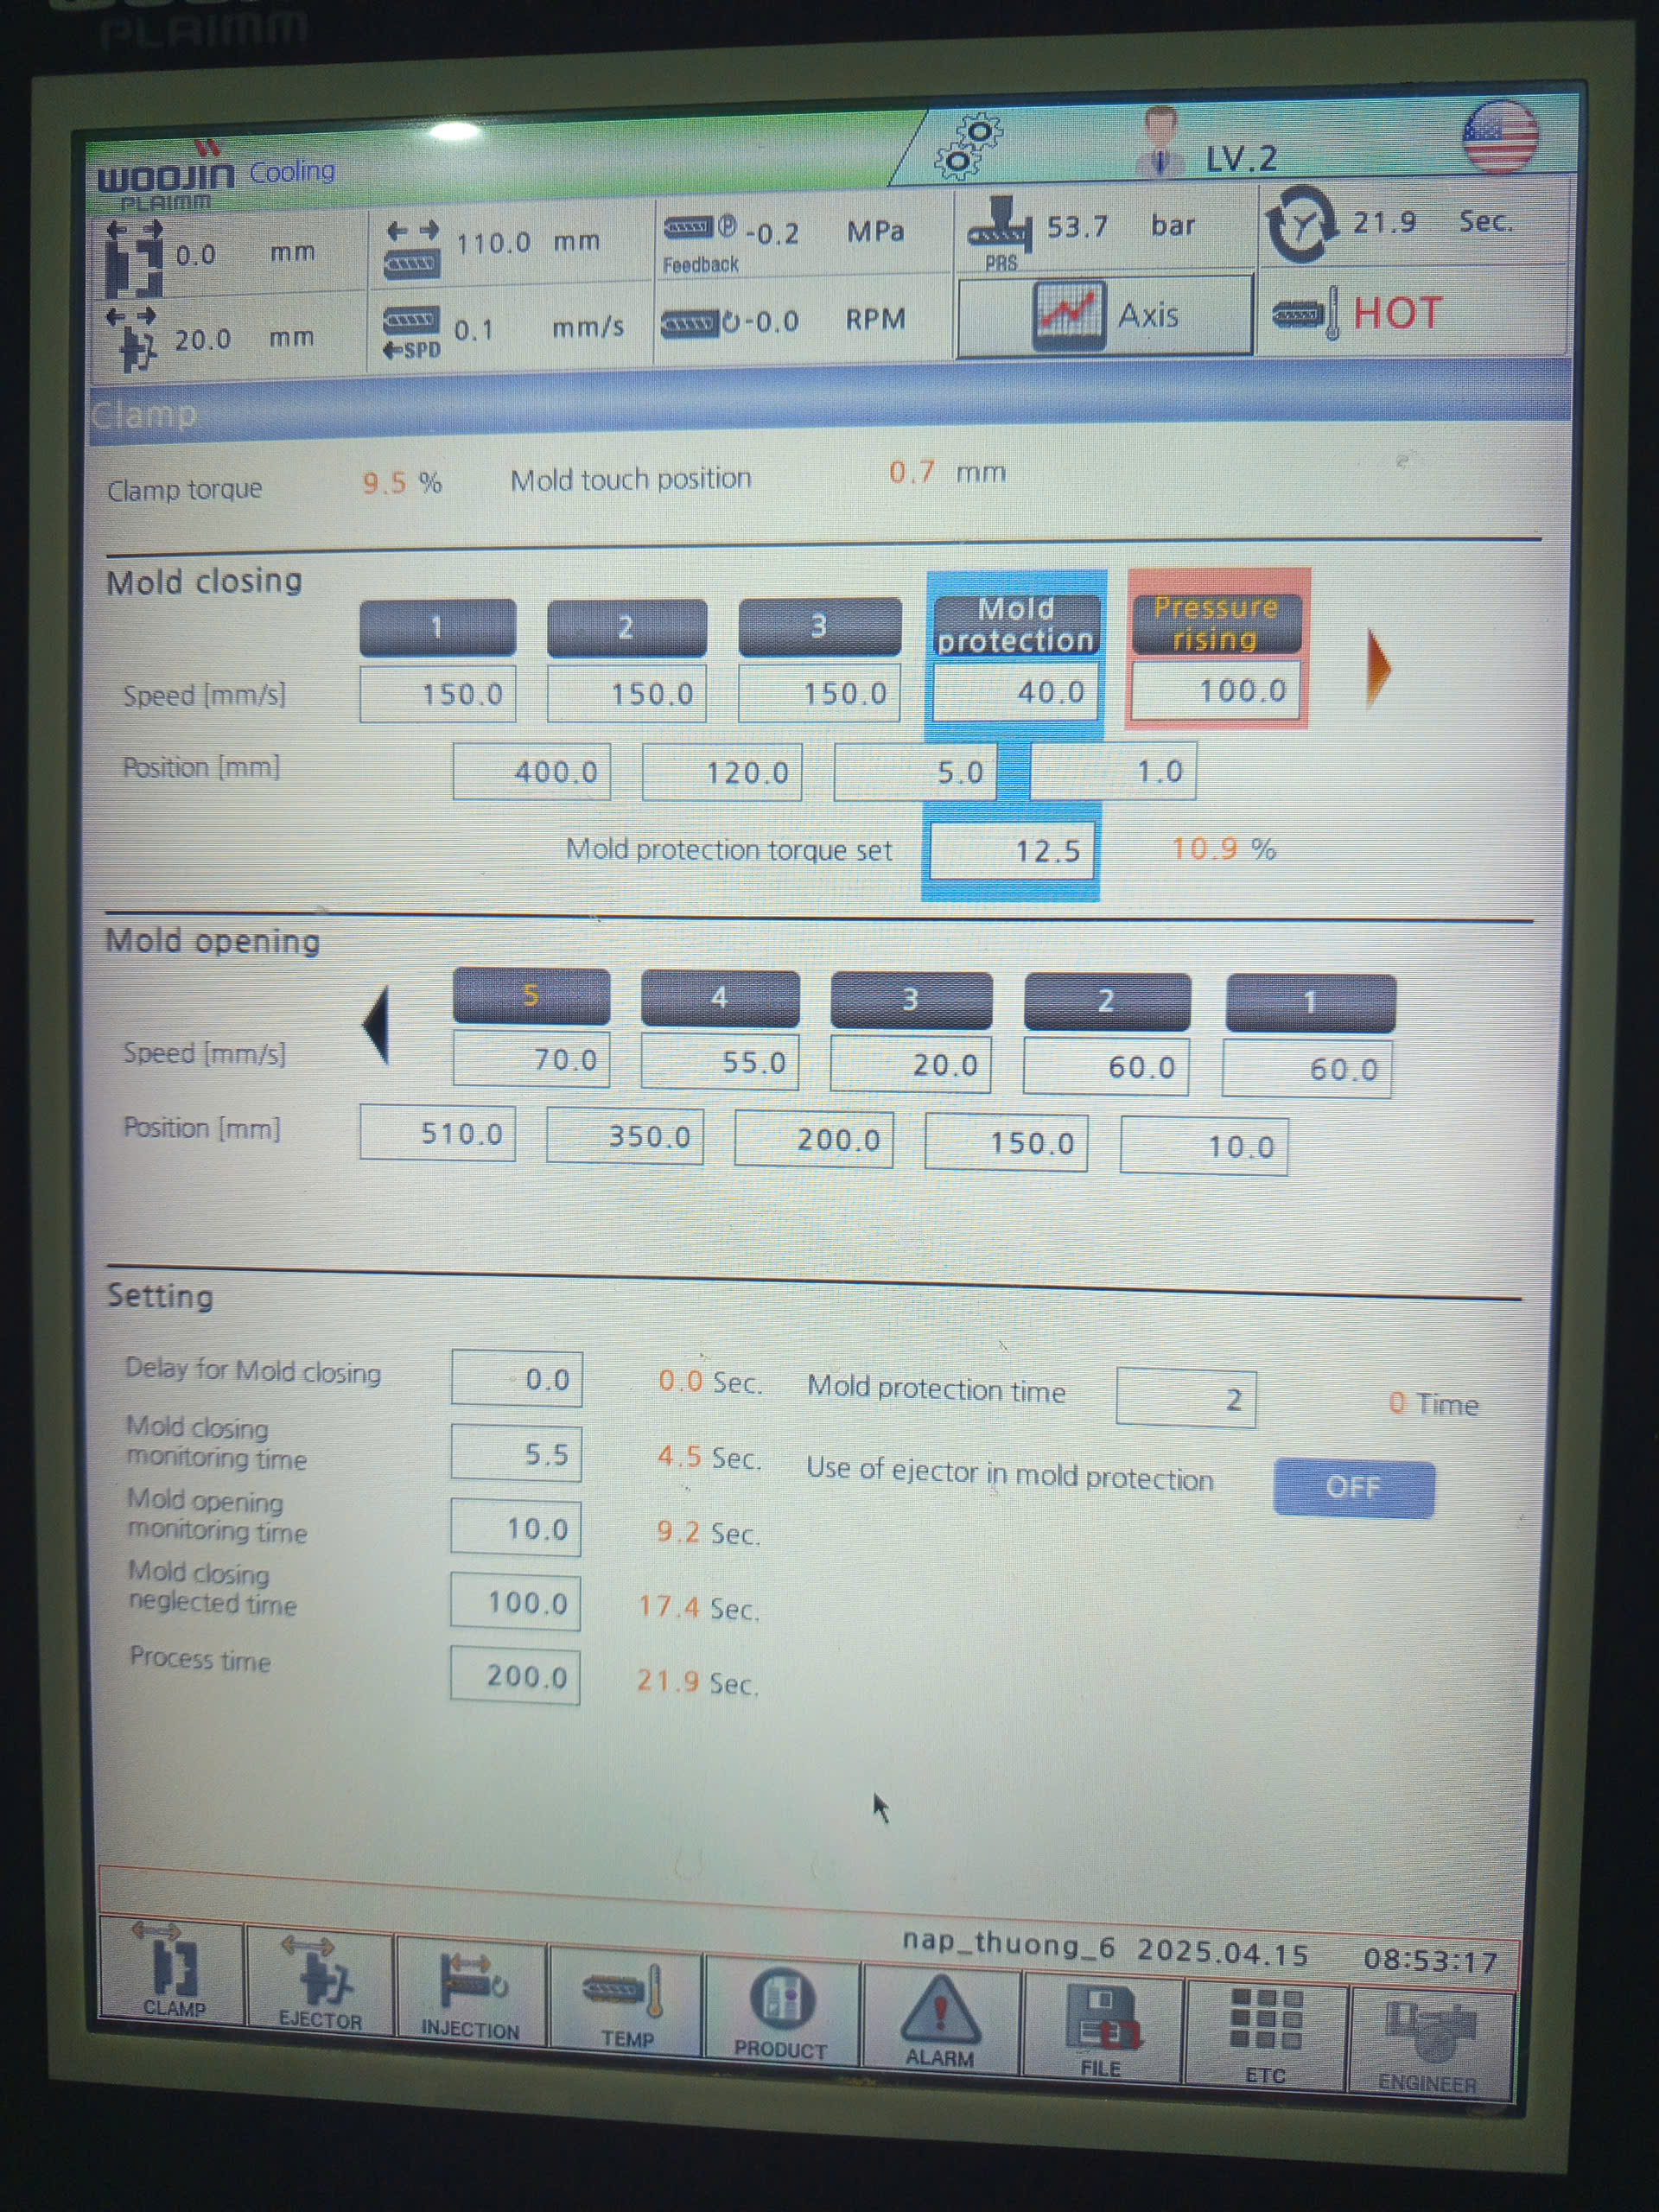 PLAIMM
WOOJIN Cooling
PLAIMM
LV.2
0.0 mm
110.0 mm
P -0.2 MPa
Feedback
53.7 bar
PRS
21.9 Sec.
20.0 mm
0.1 mm/s
SPD
-0.0 RPM
Axis
HOT
Clamp
Clamp torque 9.5 % Mold touch position 0.7 mm
Mold closing
1 2 3 Mold protection Pressure rising
Speed [mm/s] 150.0 150.0 150.0 40.0 100.0
Position [mm] 400.0 120.0 5.0 1.0
Mold protection torque set 12.5 10.9 %
Mold opening
5 4 3 2 1
Speed [mm/s] 70.0 55.0 20.0 60.0 60.0
Position [mm] 510.0 350.0 200.0 150.0 10.0
Setting
Delay for Mold closing 0.0 0.0 Sec. Mold protection time 2 0 Time
Mold closing
monitoring time 5.5 4.5 Sec. Use of ejector in mold protection OFF
Mold opening
monitoring time 10.0 9.2 Sec.
Mold closing
neglected time 100.0 17.4 Sec.
Process time 200.0 21.9 Sec.
nap_thuong_6 2025.04.15 08:53:17
CLAMP EJECTOR INJECTION TEMP PRODUCT ALARM FILE ETC ENGINEER